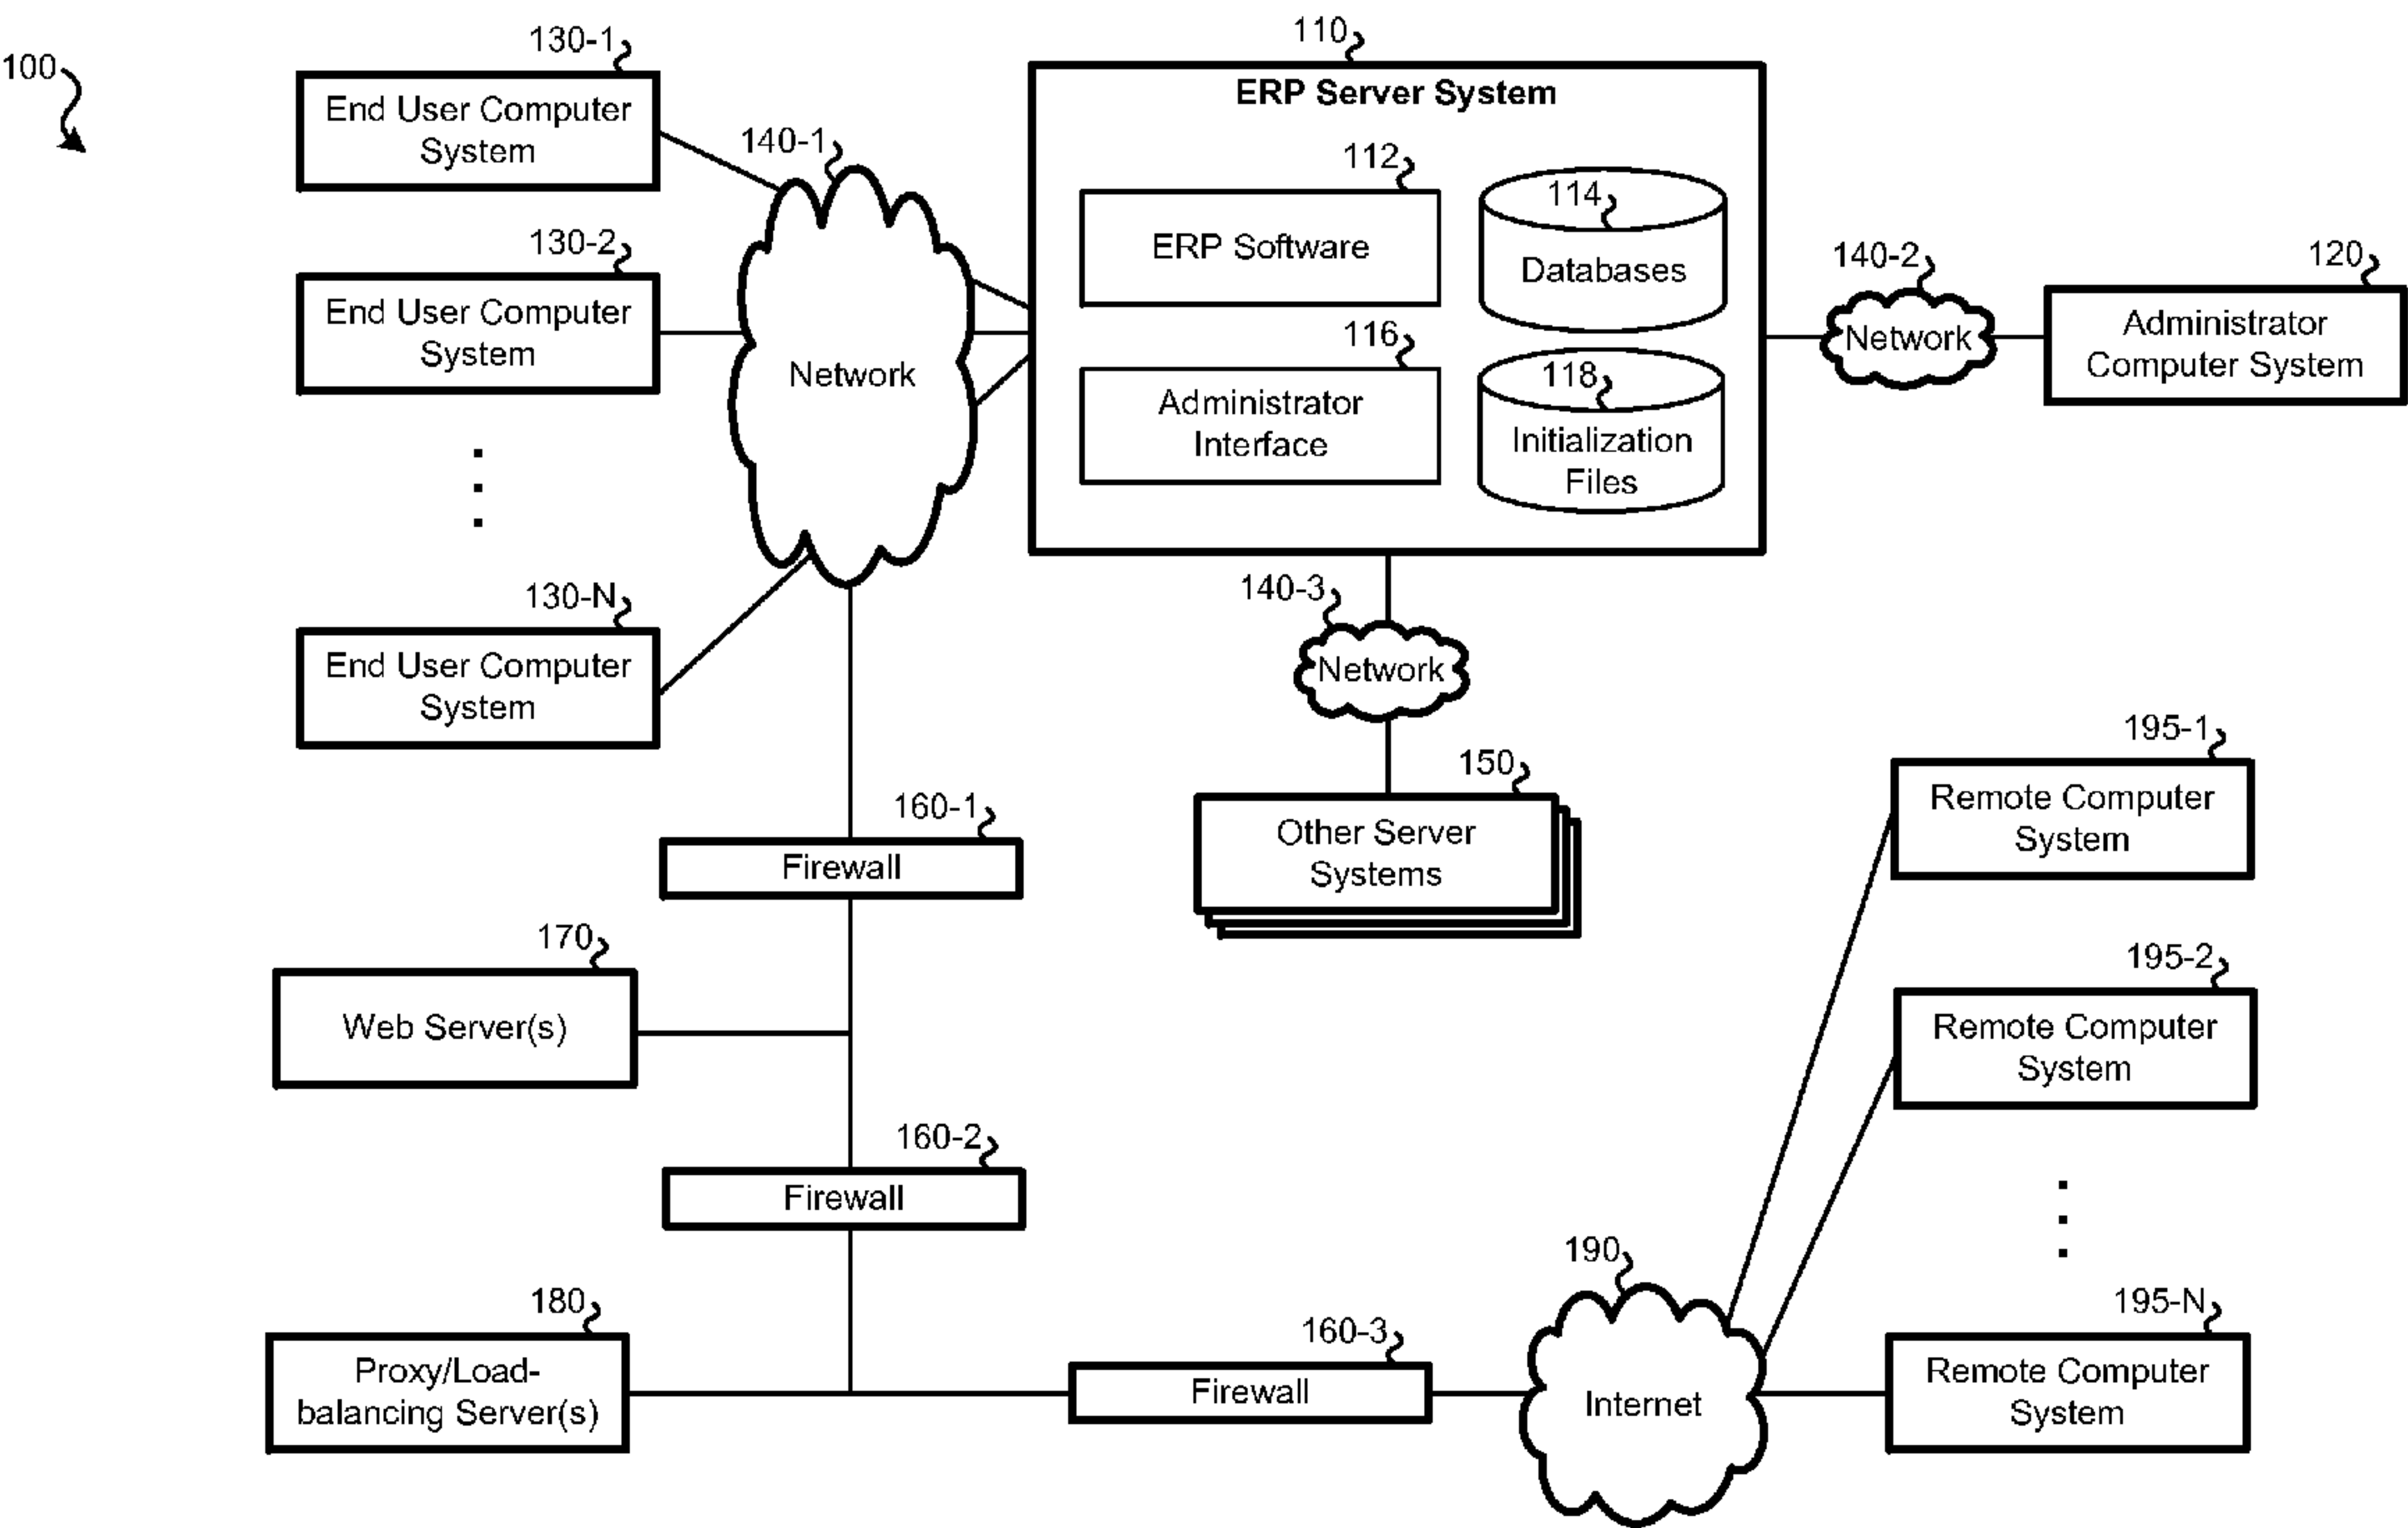 100
130-1
End User Computer
System
130-2
End User Computer
System
130-N
End User Computer
System
140-1
Network
110
ERP Server System
112
ERP Software
114
Databases
116
Administrator
Interface
118
Initialization
Files
140-2
Network
120
Administrator
Computer System
140-3
Network
150
Other Server
Systems
160-1
Firewall
170
Web Server(s)
160-2
Firewall
180
Proxy/Load-
balancing Server(s)
160-3
Firewall
190
Internet
195-1
Remote Computer
System
195-2
Remote Computer
System
195-N
Remote Computer
System